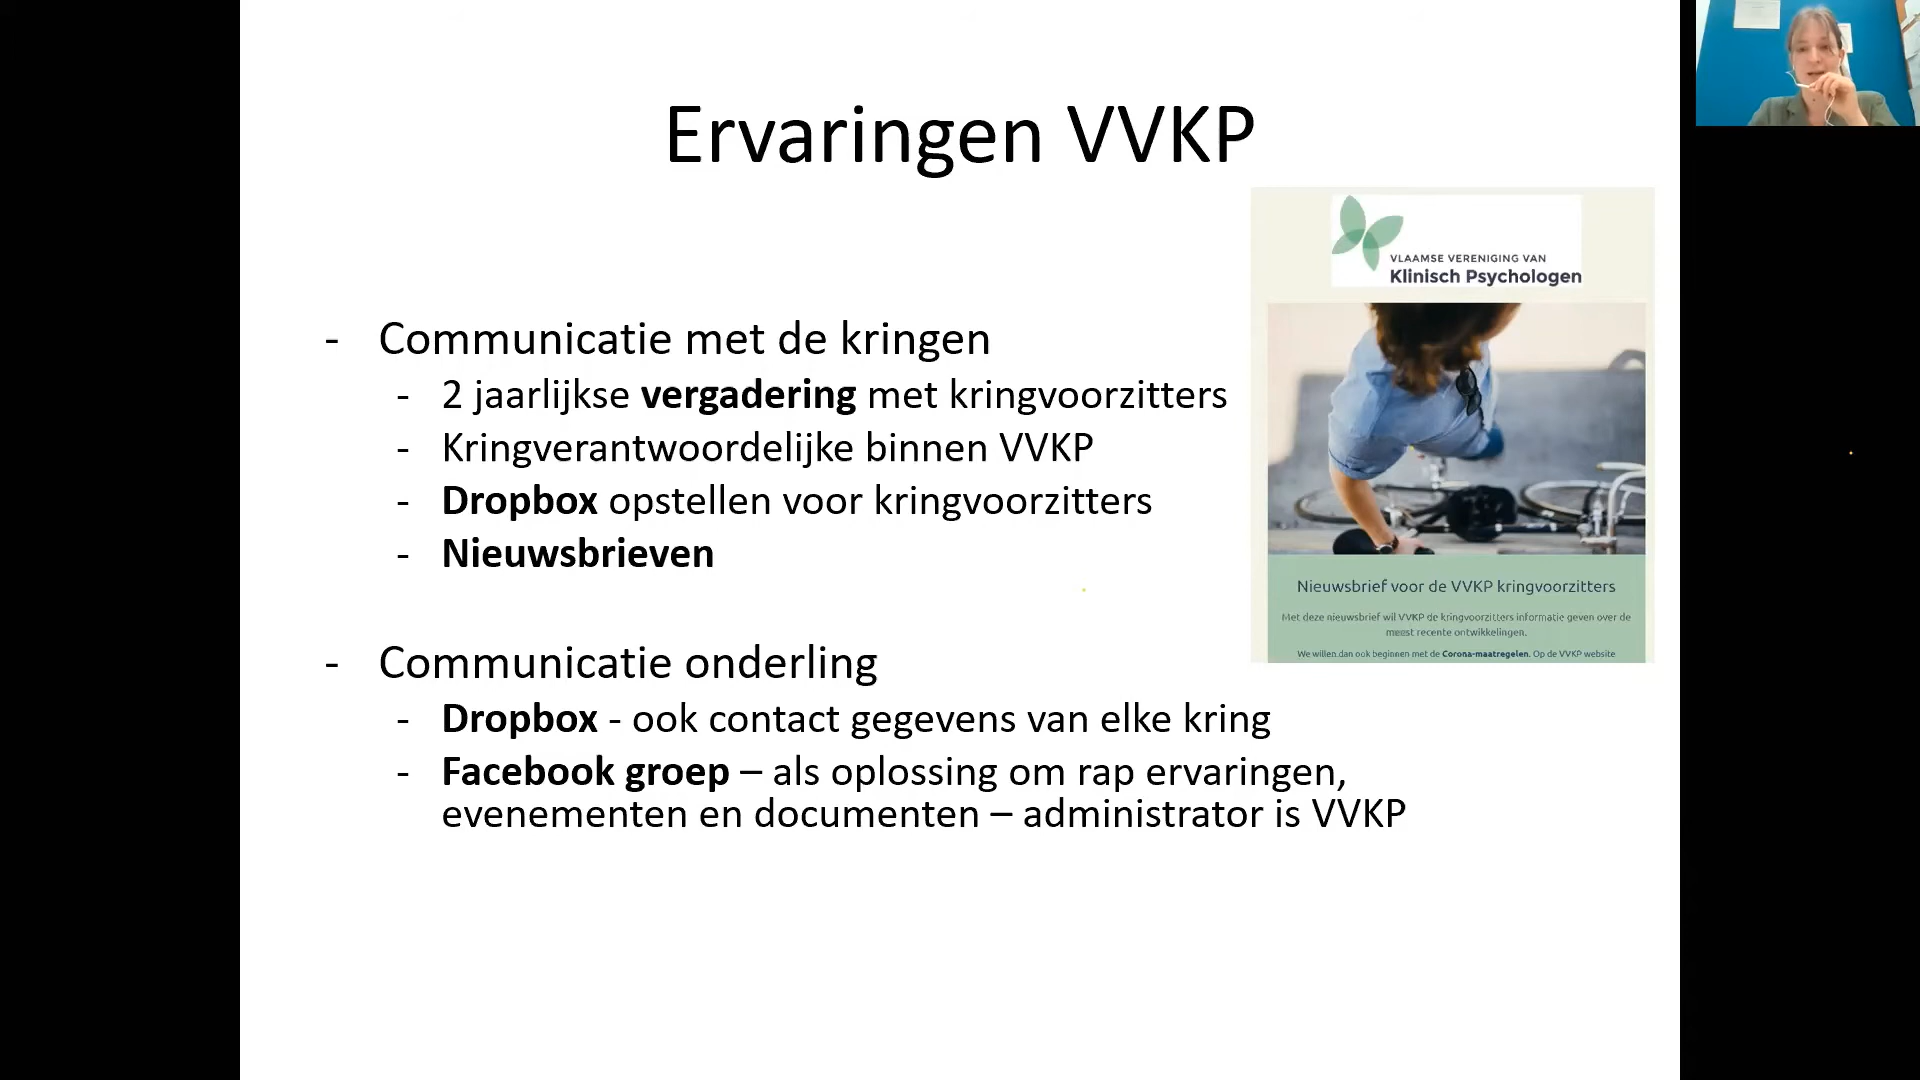 Ervaringen VVKP
VLAAMSE VERENIGING VAN
Klinisch Psychologen
- Communicatie met de kringen
- 2 jaarlijkse vergadering met kringvoorzitters
- Kringverantwoordelijke binnen VVKP
- Dropbox opstellen voor kringvoorzitters
- Nieuwsbrieven
Nieuwsbrief voor de VVKP kringvoorzitters
Met deze nieuwsbrief wil VVKP de kringvoorzitters informatie geven over de
meest recente ontwikkelingen.
We willen dan ook beginnen met de Corona-maatregelen. Op de VVKP website
- Communicatie onderling
- Dropbox - ook contact gegevens van elke kring
- Facebook groep – als oplossing om rap ervaringen,
evenementen en documenten – administrator is VVKP